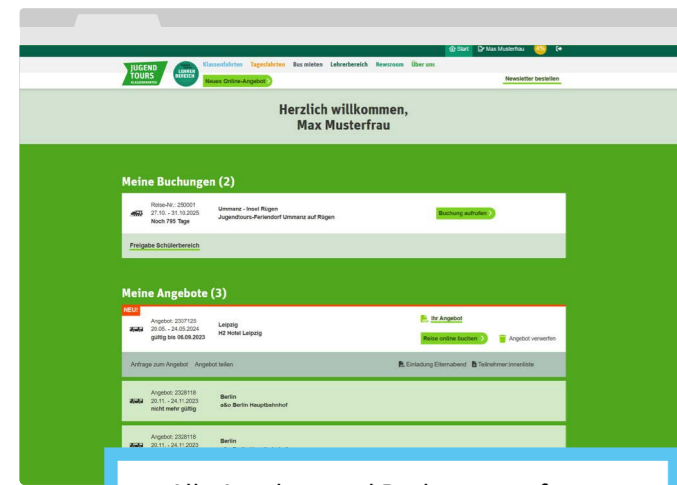 Start Max Musterfrau
JUGEND TOURS
LEHRER BEREICH
Klassenfahrten Tagesfahrten Bus mieten Lehrerbereich Newsroom Über uns
Neues Online-Angebot
Newsletter bestellen
Herzlich willkommen,
Max Musterfrau
Meine Buchungen (2)
Reise-Nr.: 250001
27.10. - 31.10.2025
Noch 795 Tage
Ummanz - Insel Rügen
Jugendtours-Feriendorf Ummanz auf Rügen
Buchung aufrufen
Freigabe Schülerbereich
Meine Angebote (3)
NEU!
Angebot: 2307125
20.05. - 24.05.2024
gültig bis 06.09.2023
Leipzig
H2 Hotel Leipzig
Ihr Angebot
Reise online buchen
Angebot verwerfen
Anfrage zum Angebot Angebot teilen
Einladung Elternabend Teilnehmer:innenliste
Angebot: 2328118
20.11. - 24.11.2023
nicht mehr gültig
Berlin
a&o Berlin Hauptbahnhof
Angebot: 2328118
20.11. - 24.11.2023
Berlin